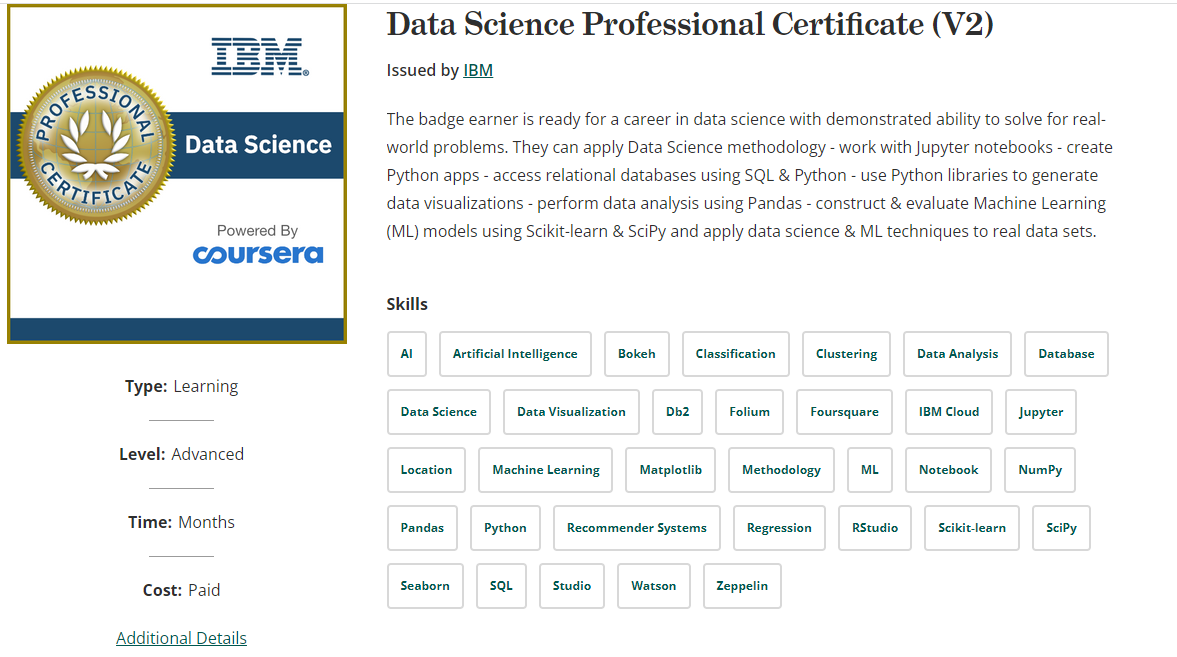 IBM®
PROFESSIONAL
CERTIFICATE
Data Science
Powered By
coursera
Type: Learning
Level: Advanced
Time: Months
Cost: Paid
Additional Details
Data Science Professional Certificate (V2)
Issued by IBM
The badge earner is ready for a career in data science with demonstrated ability to solve for real-
world problems. They can apply Data Science methodology - work with Jupyter notebooks - create
Python apps - access relational databases using SQL & Python - use Python libraries to generate
data visualizations - perform data analysis using Pandas - construct & evaluate Machine Learning
(ML) models using Scikit-learn & SciPy and apply data science & ML techniques to real data sets.
Skills
AI Artificial Intelligence Bokeh Classification Clustering Data Analysis Database
Data Science Data Visualization Db2 Folium Foursquare IBM Cloud Jupyter
Location Machine Learning Matplotlib Methodology ML Notebook NumPy
Pandas Python Recommender Systems Regression RStudio Scikit-learn SciPy
Seaborn SQL Studio Watson Zeppelin